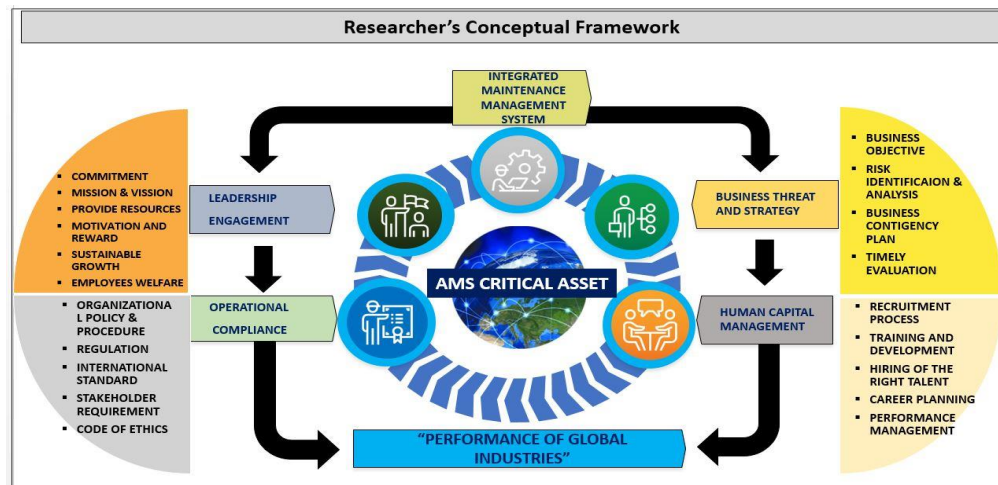 Researcher's Conceptual Framework
INTEGRATED
MAINTENANCE
MANAGEMENT
SYSTEM
COMMITMENT
MISSION & VISSION
PROVIDE RESOURCES
MOTIVATION AND
REWARD
SUSTAINABLE
GROWTH
EMPLOYEES WELFARE
LEADERSHIP
ENGAGEMENT
BUSINESS THREAT
AND STRATEGY
BUSINESS
OBJECTIVE
RISK
IDENTIFICAION &
ANALYSIS
BUSINESS
CONTIGENCY
PLAN
TIMELY
EVALUATION
AMS CRITICAL ASSET
ORGANIZATIONA
L POLICY &
PROCEDURE
REGULATION
INTERNATIONAL
STANDARD
STAKEHOLDER
REQUIREMENT
CODE OF ETHICS
OPERATIONAL
COMPLIANCE
HUMAN CAPITAL
MANAGEMENT
RECRUITMENT
PROCESS
TRAINING AND
DEVELOPMENT
HIRING OF THE
RIGHT TALENT
CAREER PLANNING
PERFORMANCE
MANAGEMENT
"PERFORMANCE OF GLOBAL
INDUSTRIES"